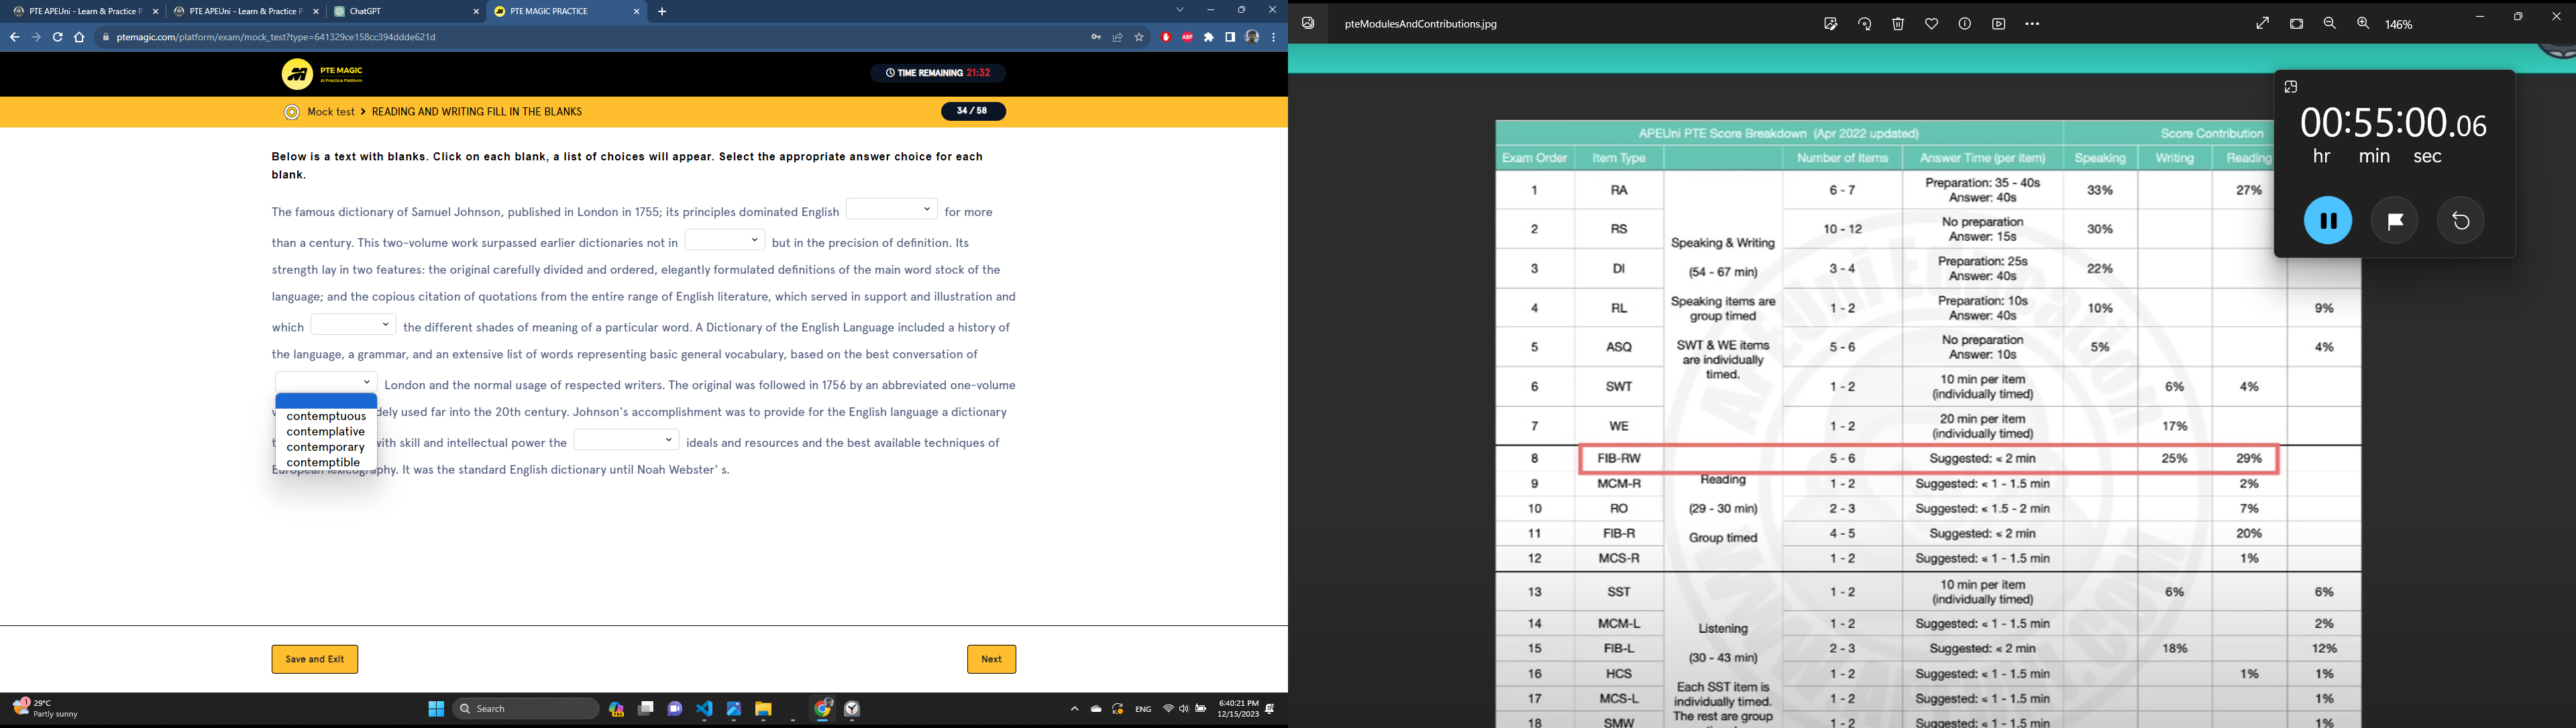 PTE APEUni - Learn & Practice P
PTE APEUni - Learn & Practice P
ChatGPT
PTE MAGIC PRACTICE
ptemagic.com/platform/exam/mock_test?type=641329ce158cc394ddde621d
ABP
PTE MAGIC
AI Practice Platform
TIME REMAINING 21:32
Mock test > READING AND WRITING FILL IN THE BLANKS
34 / 58
Below is a text with blanks. Click on each blank, a list of choices will appear. Select the appropriate answer choice for each
blank.
The famous dictionary of Samuel Johnson, published in London in 1755; its principles dominated English for more
than a century. This two-volume work surpassed earlier dictionaries not in but in the precision of definition. Its
strength lay in two features: the original carefully divided and ordered, elegantly formulated definitions of the main word stock of the
language; and the copious citation of quotations from the entire range of English literature, which served in support and illustration and
which the different shades of meaning of a particular word. A Dictionary of the English Language included a history of
the language, a grammar, and an extensive list of words representing basic general vocabulary, based on the best conversation of
London and the normal usage of respected writers. The original was followed in 1756 by an abbreviated one-volume
dely used far into the 20th century. Johnson's accomplishment was to provide for the English language a dictionary
with skill and intellectual power the ideals and resources and the best available techniques of
European lexicography. It was the standard English dictionary until Noah Webster' s.
contemptuous
contemplative
contemporary
contemptible
Save and Exit
Next
29°C
Partly sunny
Search
ENG
6:40:21 PM
12/15/2023
pteModulesAndContributions.jpg
146%
00:55:00.06
hr min sec
APEUni PTE Score Breakdown (Apr 2022 updated) Score Contribution
Exam Order Item Type Number of Items Answer Time (per item) Speaking Writing Reading
1 RA 6 - 7 Preparation: 35 - 40s Answer: 40s 33% 27%
2 RS 10 - 12 No preparation Answer: 15s 30%
Speaking & Writing
(54 - 67 min)
3 DI 3 - 4 Preparation: 25s Answer: 40s 22%
Speaking items are
group timed
4 RL 1 - 2 Preparation: 10s Answer: 40s 10% 9%
SWT & WE items
are individually
timed.
5 ASQ 5 - 6 No preparation Answer: 10s 5% 4%
6 SWT 1 - 2 10 min per item (individually timed) 6% 4%
7 WE 1 - 2 20 min per item (individually timed) 17%
8 FIB-RW 5 - 6 Suggested: < 2 min 25% 29%
Reading
(29 - 30 min)
Group timed
9 MCM-R 1 - 2 Suggested: < 1 - 1.5 min 2%
10 RO 2 - 3 Suggested: < 1.5 - 2 min 7%
11 FIB-R 4 - 5 Suggested: < 2 min 20%
12 MCS-R 1 - 2 Suggested: < 1 - 1.5 min 1%
13 SST 1 - 2 10 min per item (individually timed) 6% 6%
Listening
(30 - 43 min)
14 MCM-L 1 - 2 Suggested: < 1 - 1.5 min 2%
15 FIB-L 2 - 3 Suggested: < 2 min 18% 12%
16 HCS 1 - 2 Suggested: < 1 - 1.5 min 1% 1%
Each SST item is
individually timed.
The rest are group
17 MCS-L 1 - 2 Suggested: < 1 - 1.5 min 1%
18 SMW 1 - 2 Suggested: < 1 - 1.5 min 1%